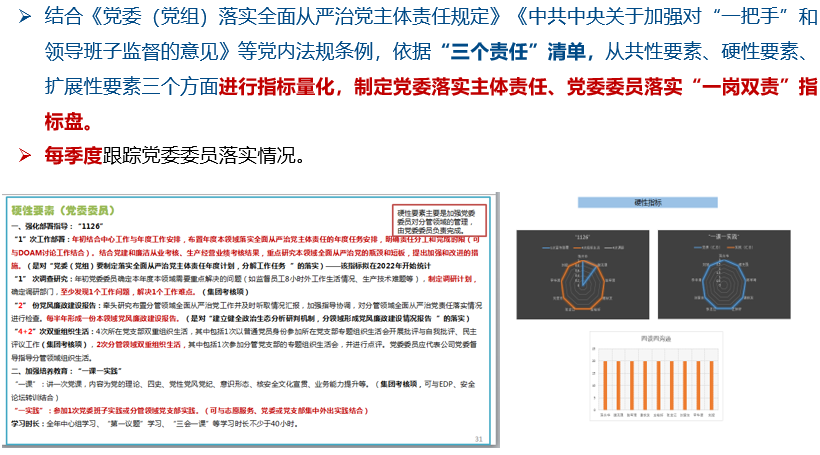 ➢ 结合《党委（党组）落实全面从严治党主体责任规定》《中共中央关于加强对“一把手”和
领导班子监督的意见》等党内法规条例，依据“三个责任”清单，从共性要素、硬性要素、
扩展性要素三个方面进行指标量化，制定党委落实主体责任、党委委员落实“一岗双责”指
标盘。
➢ 每季度跟踪党委委员落实情况。
硬性要素（党委委员）
硬性要素主要是加强党委
委员对分管领域的管理，
由党委委员负责完成。
一、强化部署指导：“1126”
“1”次工作部署：年初结合中心工作与年度工作安排，布置年度本领域落实全面从严治党主体责任的年度任务安排，明确责任分工和完成时限（可
与DOAM讨论工作结合）。结合党建和廉洁从业考核、生产经营业绩考核结果，重点研究本领域全面从严治党的瓶颈和短板，提出加强和改进的措
施。（是对“党委（党组）要制定落实全面从严治党主体责任年度计划，分解工作任务 ”的落实）——该指标拟在2022年开始统计
“1” 次调查研究：年初党委委员确定本年度本领域需要重点解决的问题（如监督员工8小时外工作生活情况、生产技术难题等），制定调研计划，
确定调研部门，至少发现1个工作问题，解决1个工作难点。（集团考核项）
“2” 份党风廉政建设报告：牵头研究布置分管领域全面从严治党工作并及时听取情况汇报，加强指导协调，对分管领域全面从严治党责任落实情况
进行检查。每半年形成一份本领域党风廉政建设报告。（是对“建立健全政治生态分析研判机制，分领域形成党风廉政建设情况报告 ”的落实）
“4+2”次双重组织生活：4次所在党支部双重组织生活，其中包括1次以普通党员身份参加所在党支部专题组织生活会开展批评与自我批评、民主
评议工作（集团考核项）．2次分管领域双重组织生活，其中包括1次参加分管党支部的专题组织生活会，并进行点评。党委委员应代表公司党委督
导指导分管领域组织生活。
二、加强培养教育：“一课一实践”
“一课”：讲一次党课，内容为党的理论、四史、党性党风党纪、意识形态、核安全文化宣贯、业务能力提升等。（集团考核项，可与EDP、安全
论坛转训结合）
“一实践”：参加1次党委班子实践或分管领域党支部实践。（可与志愿服务、党委或党支部集中外出实践结合）
学习时长：全年中心组学习、“第一议题”学习、“三会一课”等学习时长不少于40小时。
31
硬性指标
“1126”
“一课一实践”